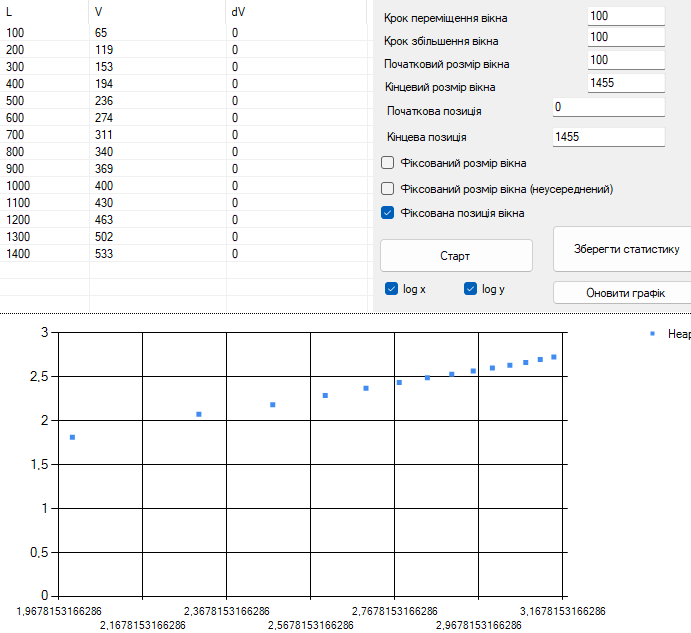 L V dV
100 65 0
200 119 0
300 153 0
400 194 0
500 236 0
600 274 0
700 311 0
800 340 0
900 369 0
1000 400 0
1100 430 0
1200 463 0
1300 502 0
1400 533 0
Крок переміщення вікна 100
Крок збільшення вікна 100
Початковий розмір вікна 100
Кінцевий розмір вікна 1455
Початкова позиція 0
Кінцева позиція 1455
Фіксований розмір вікна
Фіксований розмір вікна (неусереднений)
Фіксована позиція вікна
Старт
Зберегти статистику
log x log y
Оновити графік
3
2,5
2
1,5
1
0,5
0
1,9678153166286 2,3678153166286 2,7678153166286 3,1678153166286
2,1678153166286 2,5678153166286 2,9678153166286